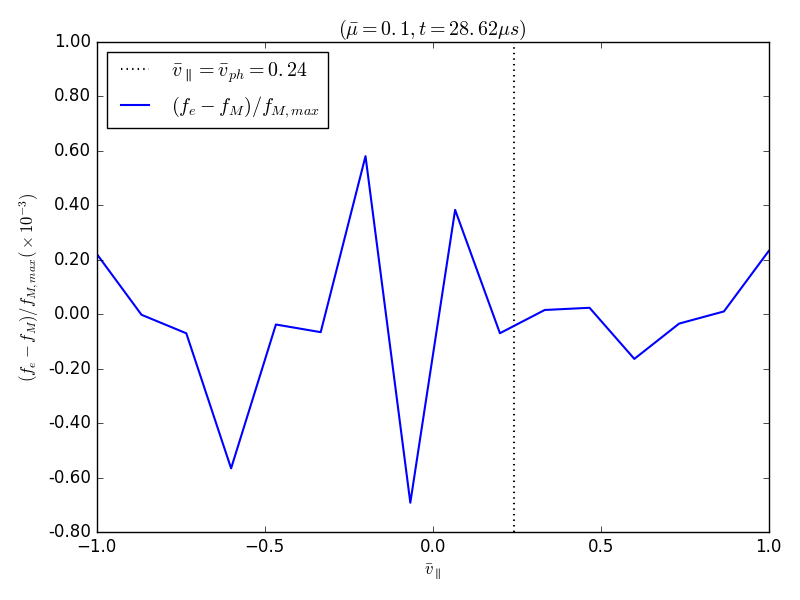 (μ̄ = 0.1, t = 28.62μs)
v̄∥ = v̄ph = 0.24
(fe − fM)/fM,max
(fe − fM)/fM,max(×10⁻³)
1.00
0.80
0.60
0.40
0.20
0.00
-0.20
-0.40
-0.60
-0.80
−1.0 −0.5 0.0 0.5 1.0
v̄∥